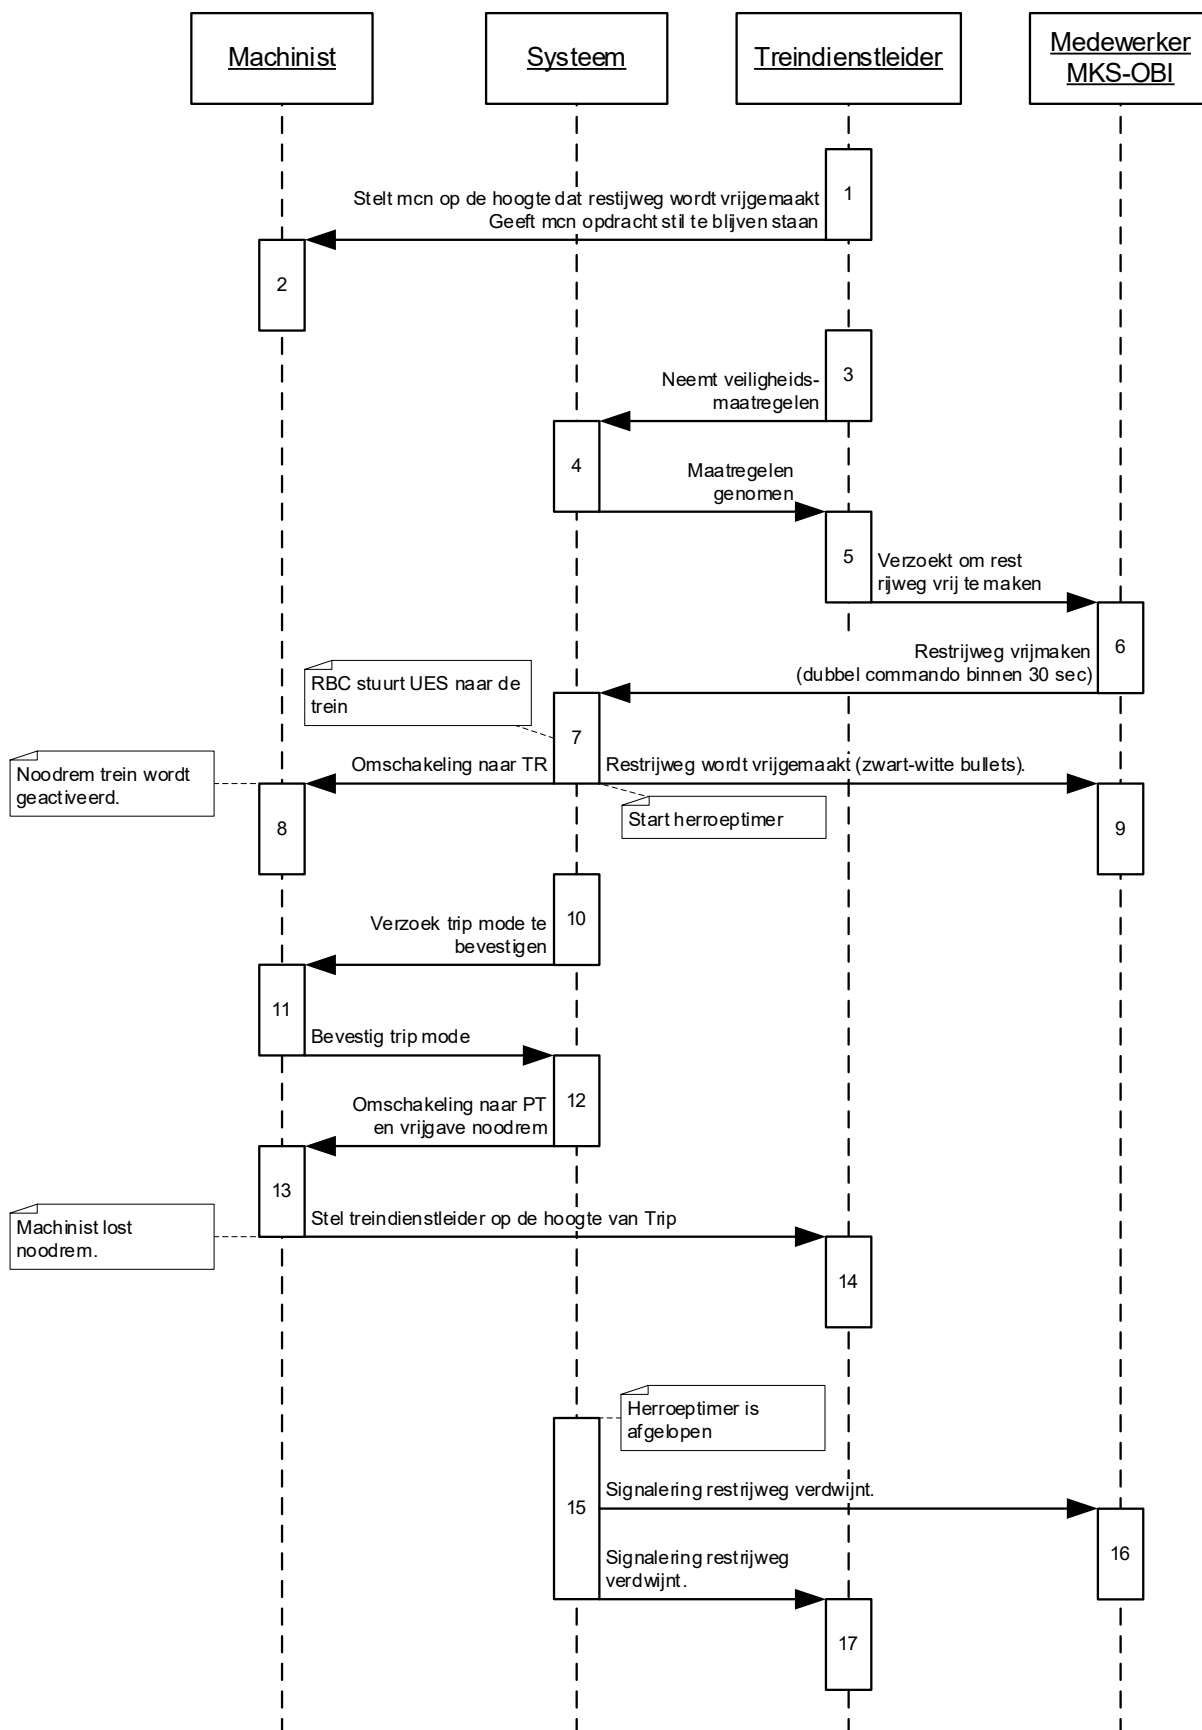 Machinist
Systeem
Treindienstleider
Medewerker
MKS-OBI
1
Stelt mcn op de hoogte dat restijweg wordt vrijgemaakt
Geeft mcn opdracht stil te blijven staan
2
3
Neemt veiligheids-
maatregelen
4
Maatregelen
genomen
5
Verzoekt om rest
rijweg vrij te maken
6
Restrijweg vrijmaken
(dubbel commando binnen 30 sec)
RBC stuurt UES naar de
trein
7
Noodrem trein wordt
geactiveerd.
Omschakeling naar TR
Restrijweg wordt vrijgemaakt (zwart-witte bullets).
Start herroeptimer
8
9
10
Verzoek trip mode te
bevestigen
11
Bevestig trip mode
12
Omschakeling naar PT
en vrijgave noodrem
13
Machinist lost
noodrem.
Stel treindienstleider op de hoogte van Trip
14
Herroeptimer is
afgelopen
Signalering restrijweg verdwijnt.
15
16
Signalering restrijweg
verdwijnt.
17